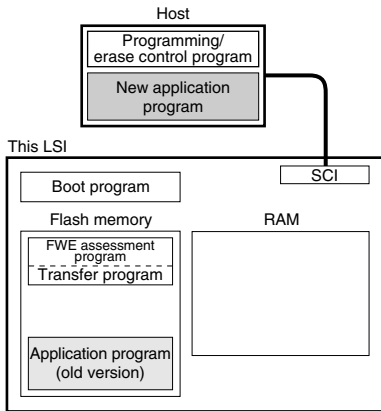 Host
Programming/
erase control program
New application
program
This LSI
SCI
Boot program
Flash memory
RAM
FWE assessment
program
Transfer program
Application program
(old version)